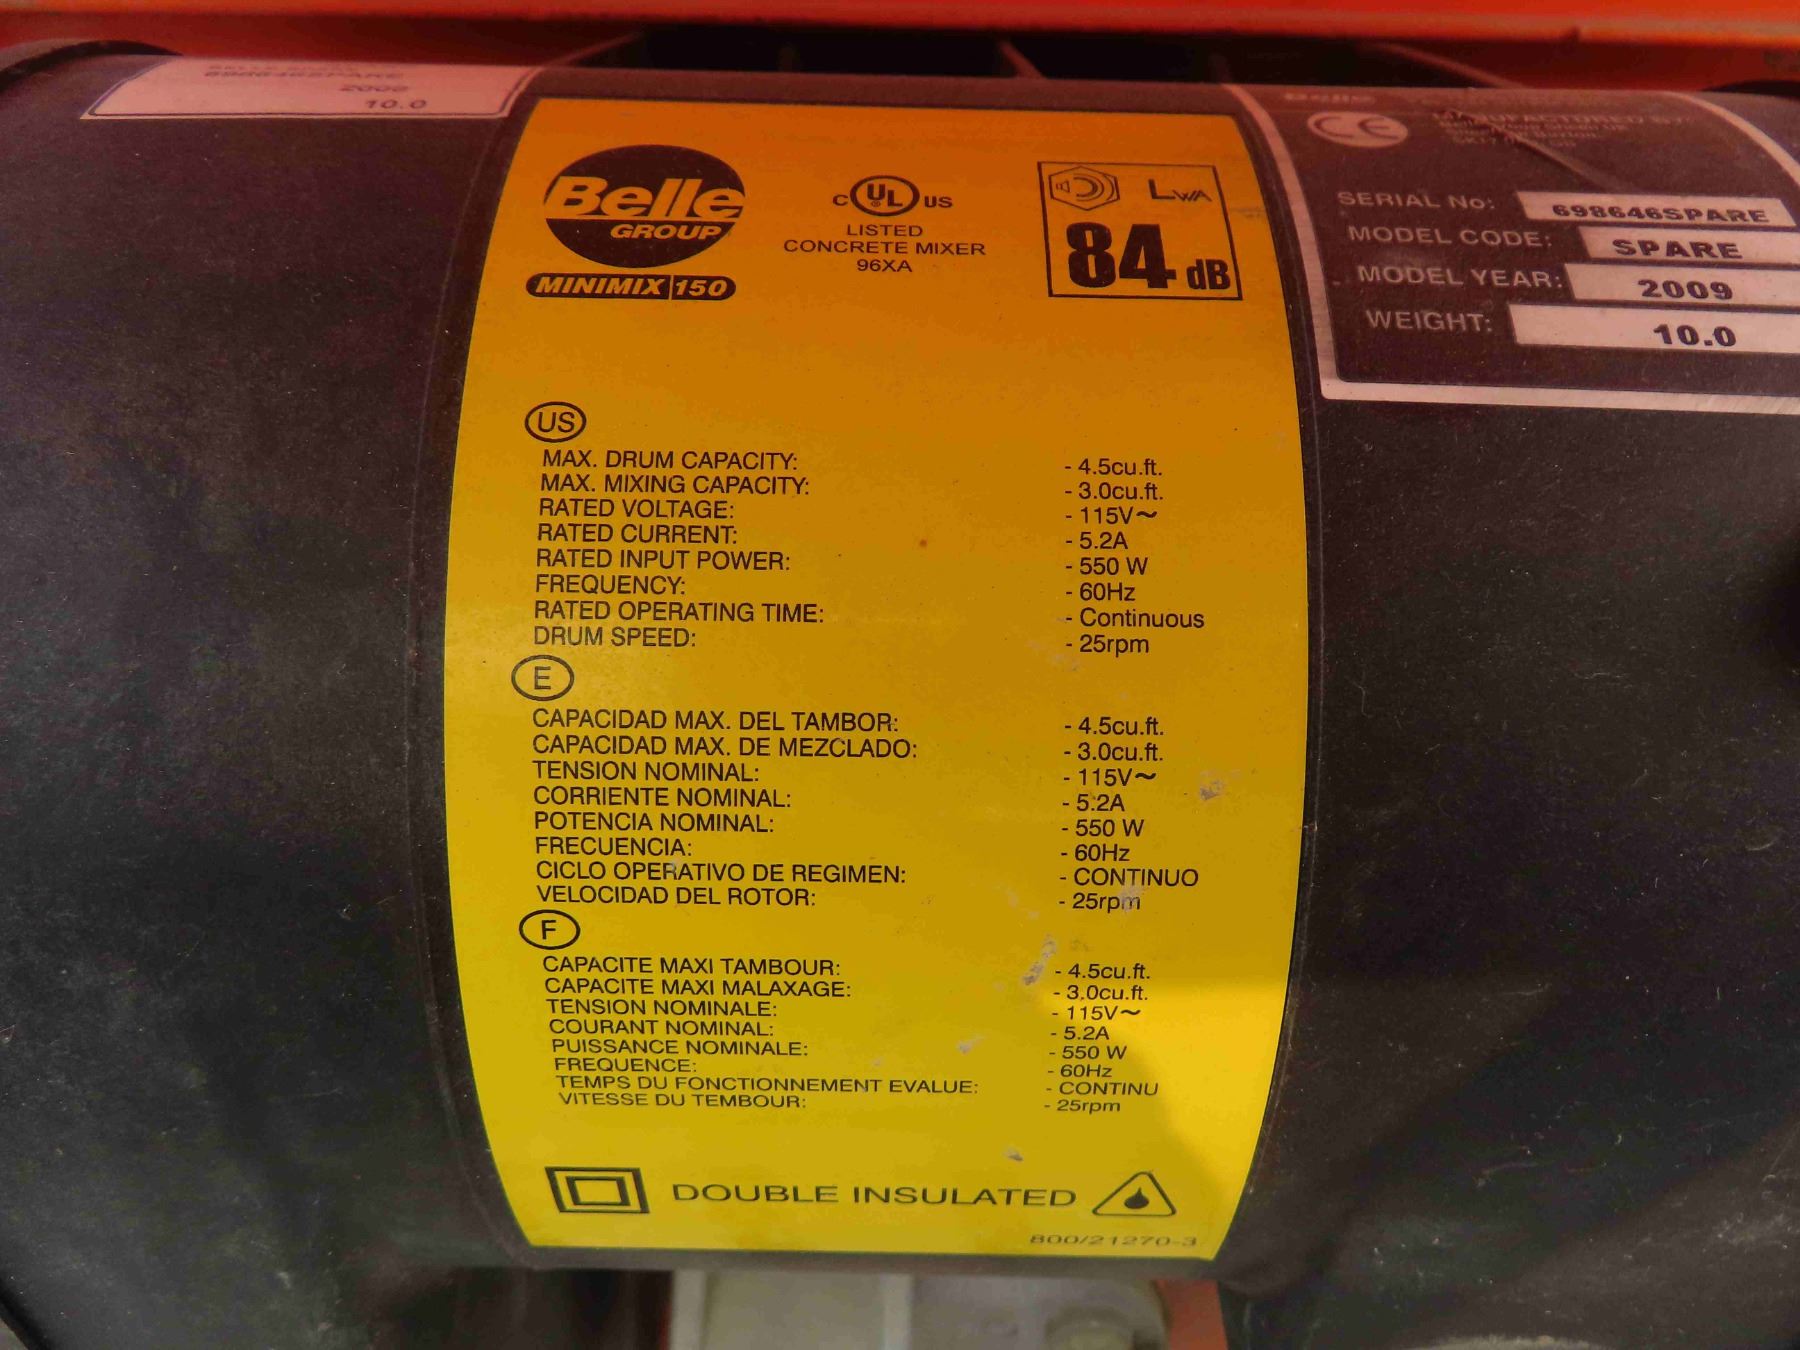 698646SPARE
2008
10.0
Belle
GROUP
MINIMIX 150
C UL US
LISTED
CONCRETE MIXER
96XA
LWA
84 dB
CE
MANUFACTURED BY:
SERIAL No: 698646SPARE
MODEL CODE: SPARE
MODEL YEAR: 2009
WEIGHT: 10.0
US
MAX. DRUM CAPACITY: - 4.5cu.ft.
MAX. MIXING CAPACITY: - 3.0cu.ft.
RATED VOLTAGE: - 115V~
RATED CURRENT: - 5.2A
RATED INPUT POWER: - 550 W
FREQUENCY: - 60Hz
RATED OPERATING TIME: - Continuous
DRUM SPEED: - 25rpm
E
CAPACIDAD MAX. DEL TAMBOR: - 4.5cu.ft.
CAPACIDAD MAX. DE MEZCLADO: - 3.0cu.ft.
TENSION NOMINAL: - 115V~
CORRIENTE NOMINAL: - 5.2A
POTENCIA NOMINAL: - 550 W
FRECUENCIA: - 60Hz
CICLO OPERATIVO DE REGIMEN: - CONTINUO
VELOCIDAD DEL ROTOR: - 25rpm
F
CAPACITE MAXI TAMBOUR: - 4.5cu.ft.
CAPACITE MAXI MALAXAGE: - 3.0cu.ft.
TENSION NOMINALE: - 115V~
COURANT NOMINAL: - 5.2A
PUISSANCE NOMINALE: - 550 W
FREQUENCE: - 60Hz
TEMPS DU FONCTIONNEMENT EVALUE: - CONTINU
VITESSE DU TEMBOUR: - 25rpm
DOUBLE INSULATED
800/21270-3